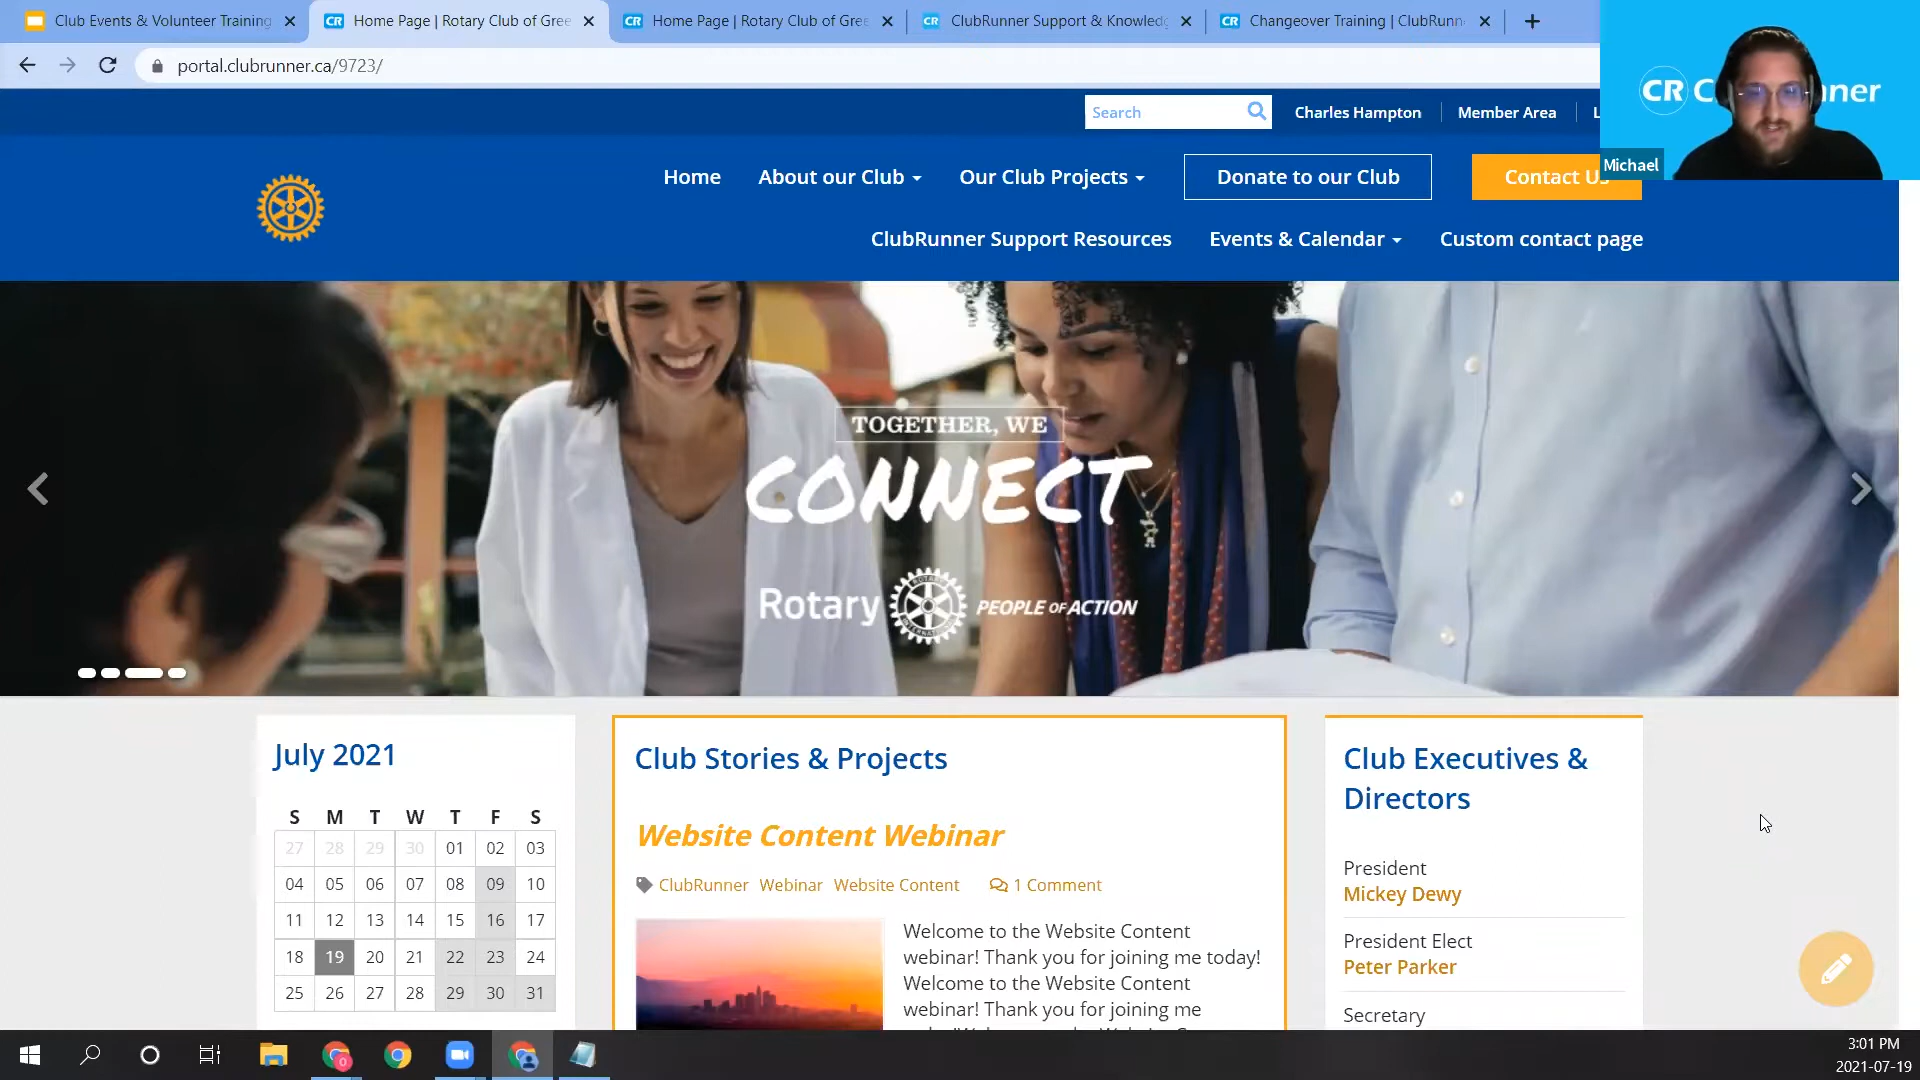 Club Events & Volunteer Training
CR Home Page | Rotary Club of Gree
CR Home Page | Rotary Club of Gree
CR ClubRunner Support & Knowledg
CR Changeover Training | ClubRunn
portal.clubrunner.ca/9723/
Search
Charles Hampton
Member Area
L
CR C nner
Michael
Home
About our Club
Our Club Projects
Donate to our Club
Contact Us
ClubRunner Support Resources
Events & Calendar
Custom contact page
TOGETHER, WE
CONNECT
Rotary
PEOPLE OF ACTION
July 2021
S M T W T F S
27 28 29 30 01 02 03
04 05 06 07 08 09 10
11 12 13 14 15 16 17
18 19 20 21 22 23 24
25 26 27 28 29 30 31
Club Stories & Projects
Website Content Webinar
ClubRunner Webinar Website Content 1 Comment
Welcome to the Website Content
webinar! Thank you for joining me today!
Welcome to the Website Content
webinar! Thank you for joining me
Club Executives &
Directors
President
Mickey Dewy
President Elect
Peter Parker
Secretary
3:01 PM
2021-07-19